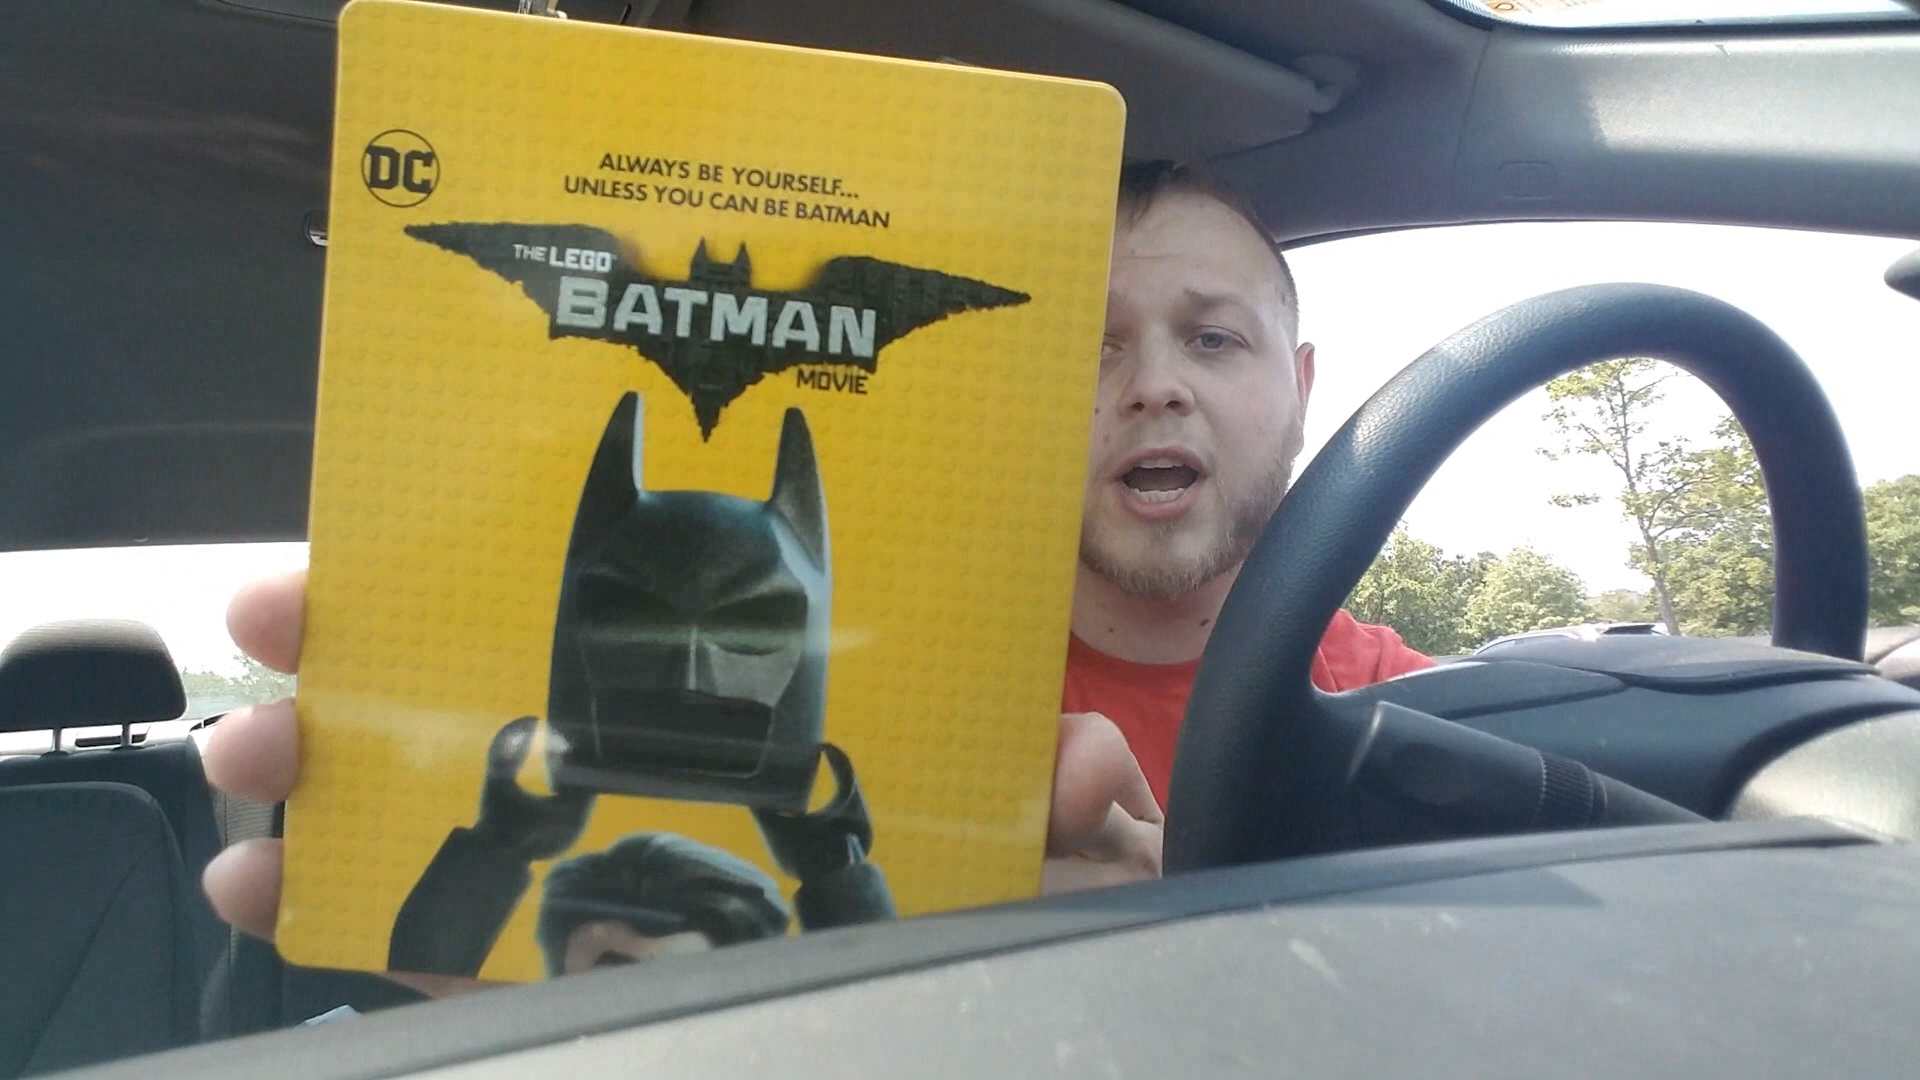 DC
ALWAYS BE YOURSELF...
UNLESS YOU CAN BE BATMAN
THE LEGO
BATMAN
MOVIE